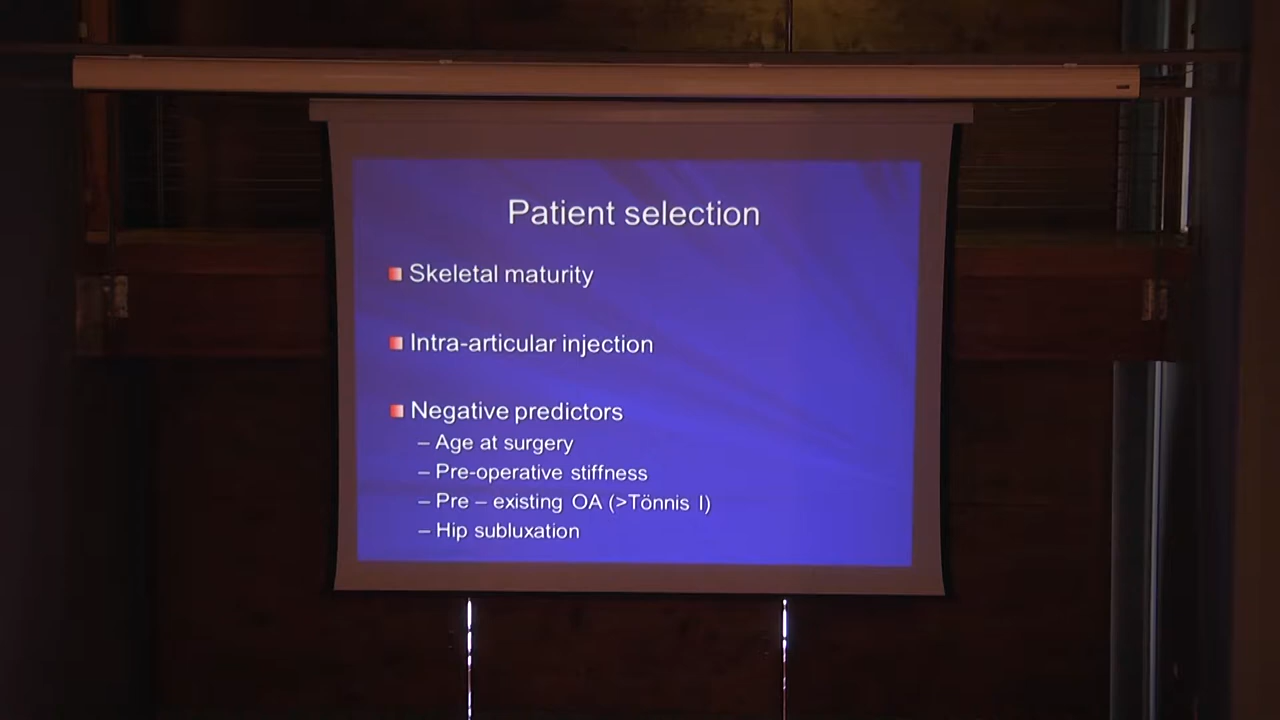 Patient selection
Skeletal maturity
Intra-articular injection
Negative predictors
– Age at surgery
– Pre-operative stiffness
– Pre – existing OA (>Tönnis I)
– Hip subluxation